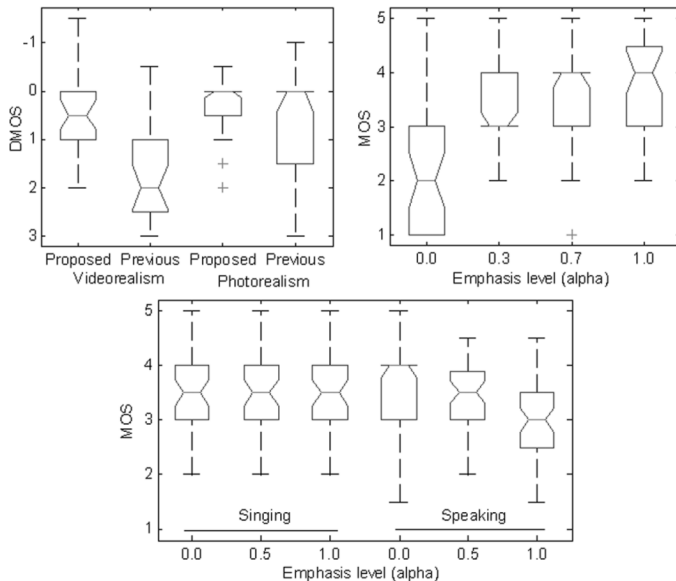 -1
0
1
2
3
DMOS
Proposed Previous Proposed Previous
Videorealism Photorealism
5
4
3
2
1
MOS
0.0 0.3 0.7 1.0
Emphasis level (alpha)
5
4
3
2
1
MOS
Singing Speaking
0.0 0.5 1.0 0.0 0.5 1.0
Emphasis level (alpha)